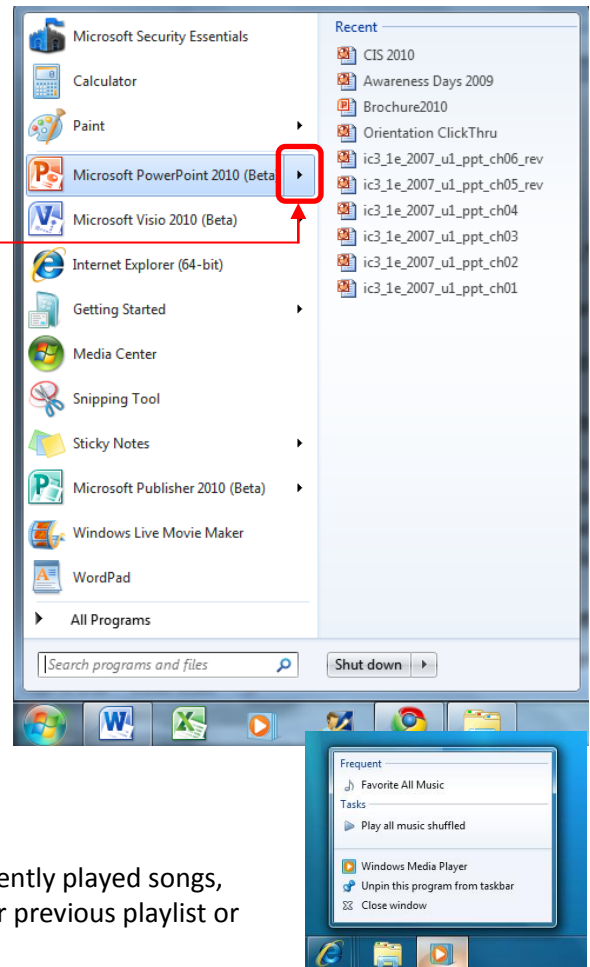 Microsoft Security Essentials
Calculator
Paint
Microsoft PowerPoint 2010 (Beta
Microsoft Visio 2010 (Beta)
Internet Explorer (64-bit)
Getting Started
Media Center
Snipping Tool
Sticky Notes
Microsoft Publisher 2010 (Beta)
Windows Live Movie Maker
WordPad
All Programs
Search programs and files
Recent
CIS 2010
Awareness Days 2009
Brochure2010
Orientation ClickThru
ic3_1e_2007_u1_ppt_ch06_rev
ic3_1e_2007_u1_ppt_ch05_rev
ic3_1e_2007_u1_ppt_ch04
ic3_1e_2007_u1_ppt_ch03
ic3_1e_2007_u1_ppt_ch02
ic3_1e_2007_u1_ppt_ch01
Shut down
ently played songs,
r previous playlist or
Frequent
Favorite All Music
Tasks
Play all music shuffled
Windows Media Player
Unpin this program from taskbar
Close window